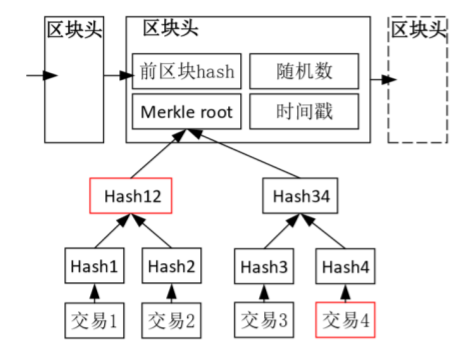 区块头
区块头
区块头
前区块hash
随机数
Merkle root
时间戳
Hash12
Hash34
Hash1
Hash2
Hash3
Hash4
交易1
交易2
交易3
交易4